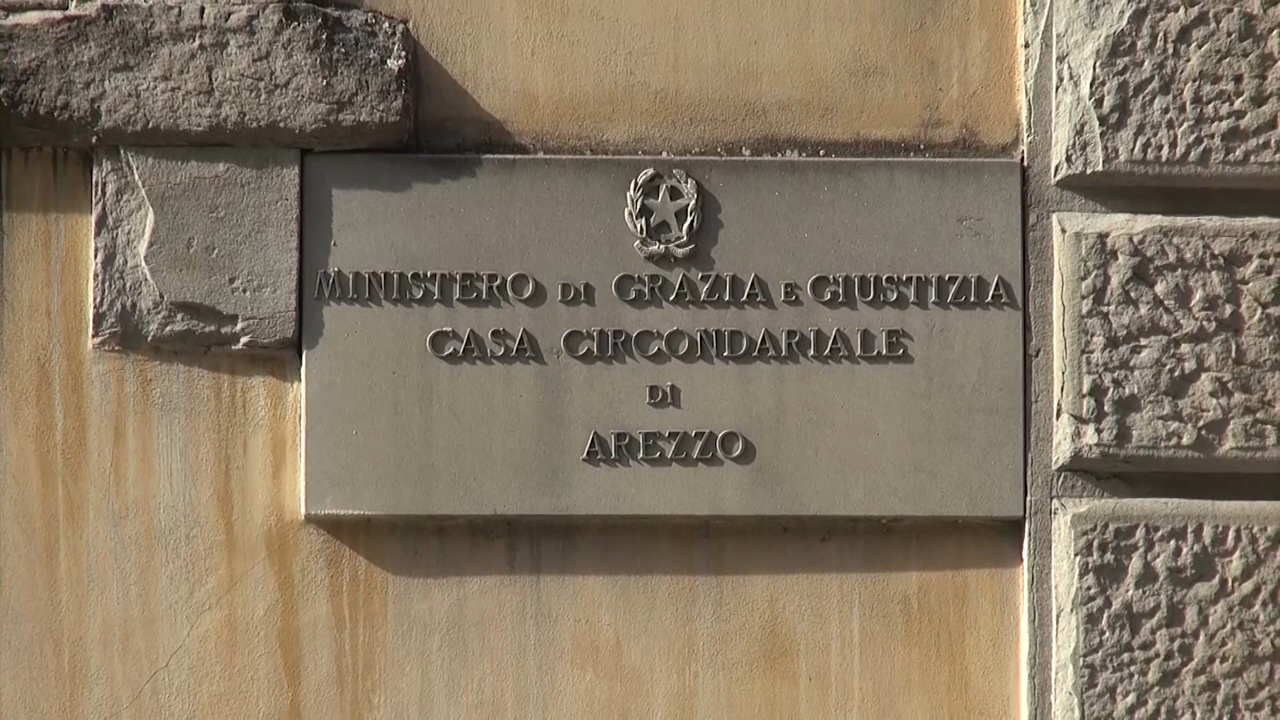 MINISTERO DI GRAZIA E GIUSTIZIA
CASA CIRCONDARIALE
DI
AREZZO